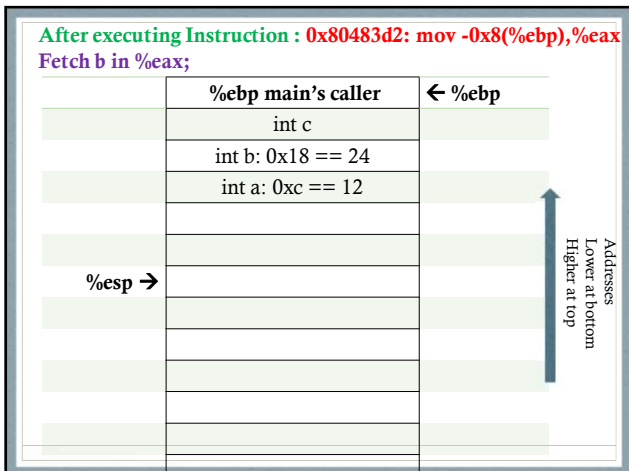 After executing Instruction : 0x80483d2: mov -0x8(%ebp),%eax
Fetch b in %eax;
%ebp main's caller
← %ebp
int c
int b: 0x18 == 24
int a: 0xc == 12
%esp →
Addresses
Lower at bottom
Higher at top